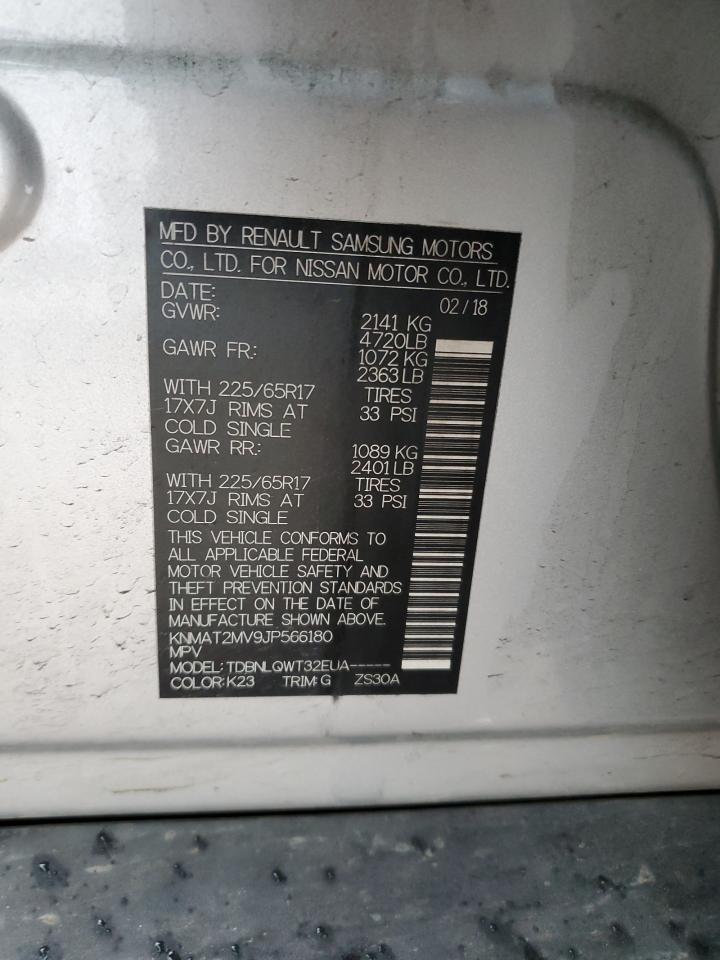 MFD BY RENAULT SAMSUNG MOTORS
CO., LTD. FOR NISSAN MOTOR CO., LTD.
DATE: 02/18
GVWR: 2141 KG
4720LB
GAWR FR.: 1072 KG
2363LB
WITH 225/65R17 TIRES
17X7J RIMS AT 33 PSI
COLD SINGLE
GAWR RR.: 1089 KG
2401LB
WITH 225/65R17 TIRES
17X7J RIMS AT 33 PSI
COLD SINGLE
THIS VEHICLE CONFORMS TO
ALL APPLICABLE FEDERAL
MOTOR VEHICLE SAFETY AND
THEFT PREVENTION STANDARDS
IN EFFECT ON THE DATE OF
MANUFACTURE SHOWN ABOVE.
KNMAT2MV9JP566180
MPV
MODEL: TDBNLQWT32EUA-----
COLOR:K23 TRIM:G ZS30A